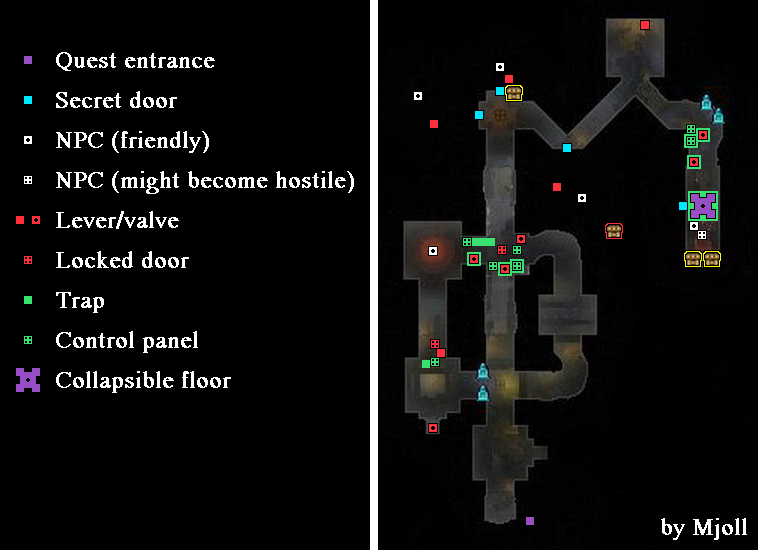 Quest entrance
Secret door
NPC (friendly)
NPC (might become hostile)
Lever/valve
Locked door
Trap
Control panel
Collapsible floor
by Mjoll